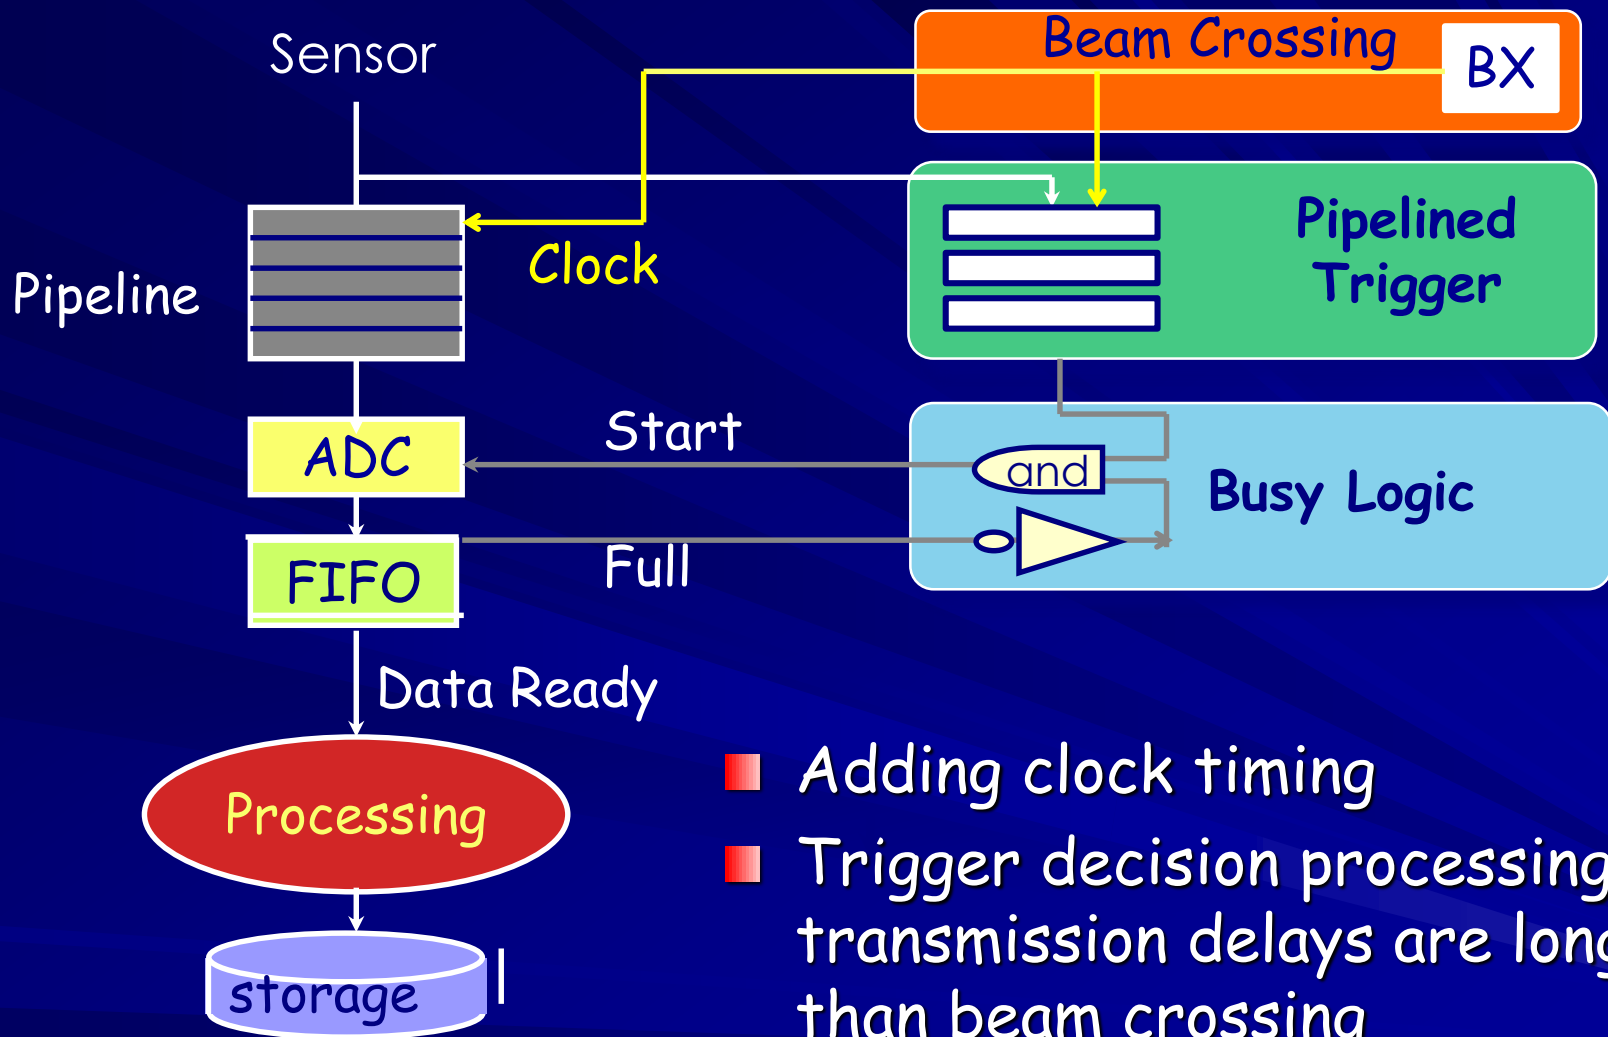 Sensor
Beam Crossing
BX
Clock
Pipeline
Pipelined
Trigger
ADC
Start
and
Busy Logic
FIFO
Full
Data Ready
Processing
storage
Adding clock timing
Trigger decision processing
transmission delays are
than beam crossing